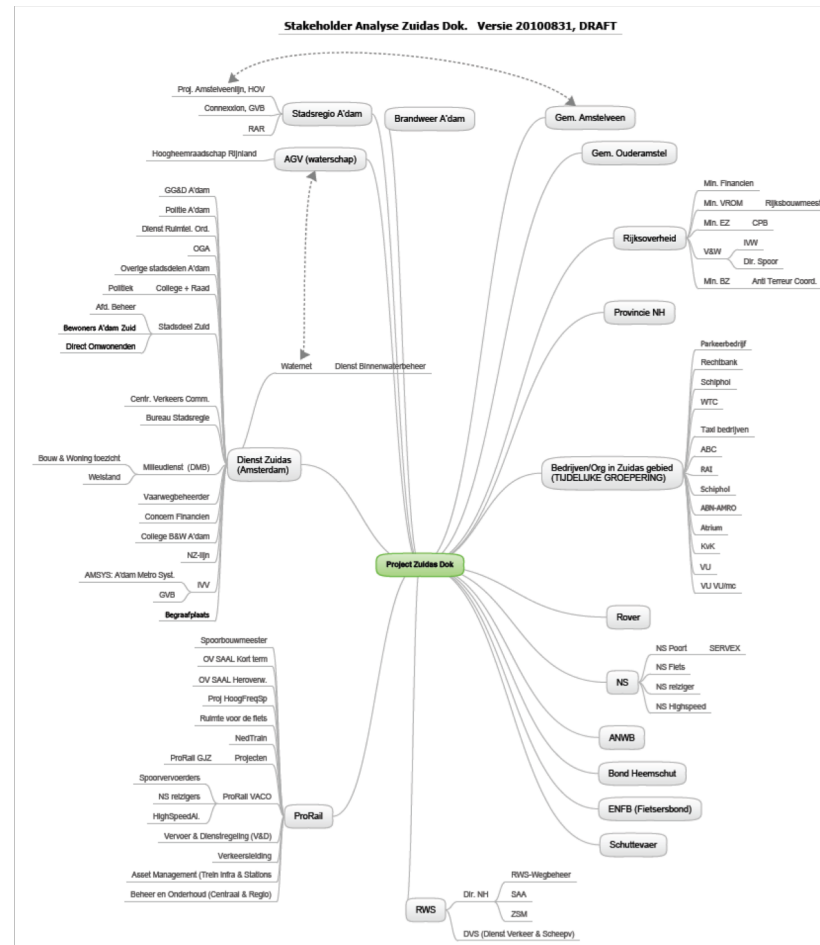 Stakeholder Analyse Zuidas Dok. Versie 20100831, DRAFT
Proj. Amstelveenlijn, HOV
Connexxion, GVB
RAR
Stadsregio A'dam
Brandweer A'dam
Hoogheemraadschap Rijnland
AGV (waterschap)
GG&D A'dam
Politie A'dam
Dienst Ruimtel. Ord.
OGA
Overige stadsdelen A'dam
Politiek College + Raad
Afd. Beheer
Bewoners A'dam Zuid
Direct Omwonenden
Stadsdeel Zuid
Waternet Dienst Binnenwaterbeheer
Centr. Verkeers Comm.
Bureau Stadsregie
Bouw & Woning toezicht
Welstand
Milieudienst (DMB)
Dienst Zuidas
(Amsterdam)
Vaarwegbeheerder
Concern Financien
College B&W A'dam
NZ-lijn
AMSYS: A'dam Metro Syst.
GVB
IVV
Begraafplaats
Project Zuidas Dok
Spoorbouwmeester
OV SAAL Kort term
OV SAAL Heroverw.
Proj HoogFreqSp
Ruimte voor de fiets
NedTrain
ProRail GJZ Projecten
Spoorvervoerders
NS reizigers
HighSpeedAl.
ProRail VACO
ProRail
Vervoer & Dienstregeling (V&D)
Verkeersleiding
Asset Management (Trein Infra & Stations
Beheer en Onderhoud (Centraal & Regio)
Gem. Amstelveen
Gem. Ouderamstel
Rijksoverheid
Min. Financien
Min. VROM Rijksbouwmeest
Min. EZ CPB
V&W
IVW
Dir. Spoor
Min. BZ Anti Terreur Coord.
Provincie NH
Bedrijven/Org in Zuidas gebied
(TIJDELIJKE GROEPERING)
Parkeerbedrijf
Rechtbank
Schiphol
WTC
Taxi bedrijven
ABC
RAI
Schiphol
ABN-AMRO
Atrium
KvK
VU
VU VU/mc
Rover
NS
NS Poort SERVEX
NS Fiets
NS reiziger
NS Highspeed
ANWB
Bond Heemschut
ENFB (Fietsersbond)
Schuttevaer
RWS
Dir. NH
RWS-Wegbeheer
SAA
ZSM
DVS (Dienst Verkeer & Scheepv)